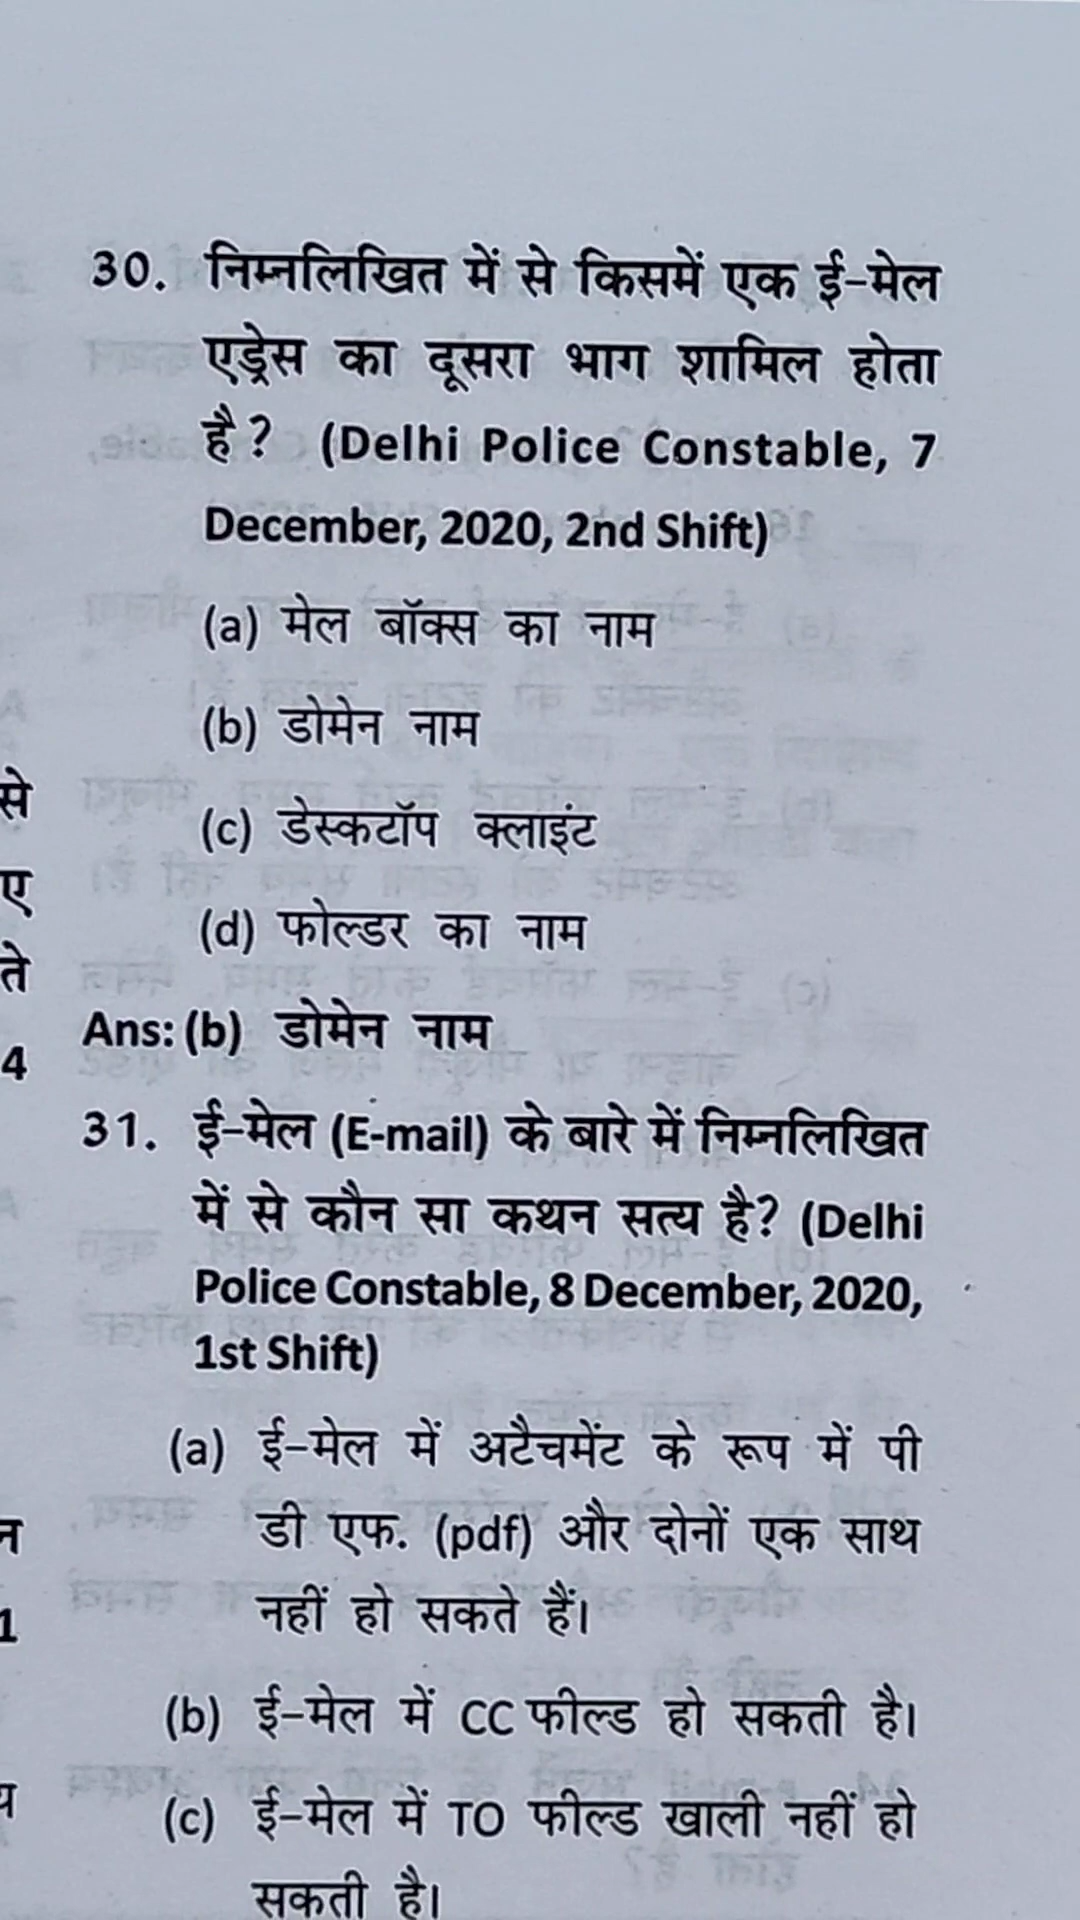 30. निम्नलिखित में से किसमें एक ई-मेल
एड्रेस का दूसरा भाग शामिल होता
है? (Delhi Police Constable, 7
December, 2020, 2nd Shift)
(a) मेल बॉक्स का नाम
(b) डोमेन नाम
(c) डेस्कटॉप क्लाइंट
(d) फोल्डर का नाम
Ans: (b) डोमेन नाम
31. ई-मेल (E-mail) के बारे में निम्नलिखित
में से कौन सा कथन सत्य है? (Delhi
Police Constable, 8 December, 2020,
1st Shift)
(a) ई-मेल में अटैचमेंट के रूप में पी
डी एफ. (pdf) और दोनों एक साथ
नहीं हो सकते हैं।
(b) ई-मेल में CC फील्ड हो सकती है।
(c) ई-मेल में TO फील्ड खाली नहीं हो
सकती है।
से
ए
ते
4
1